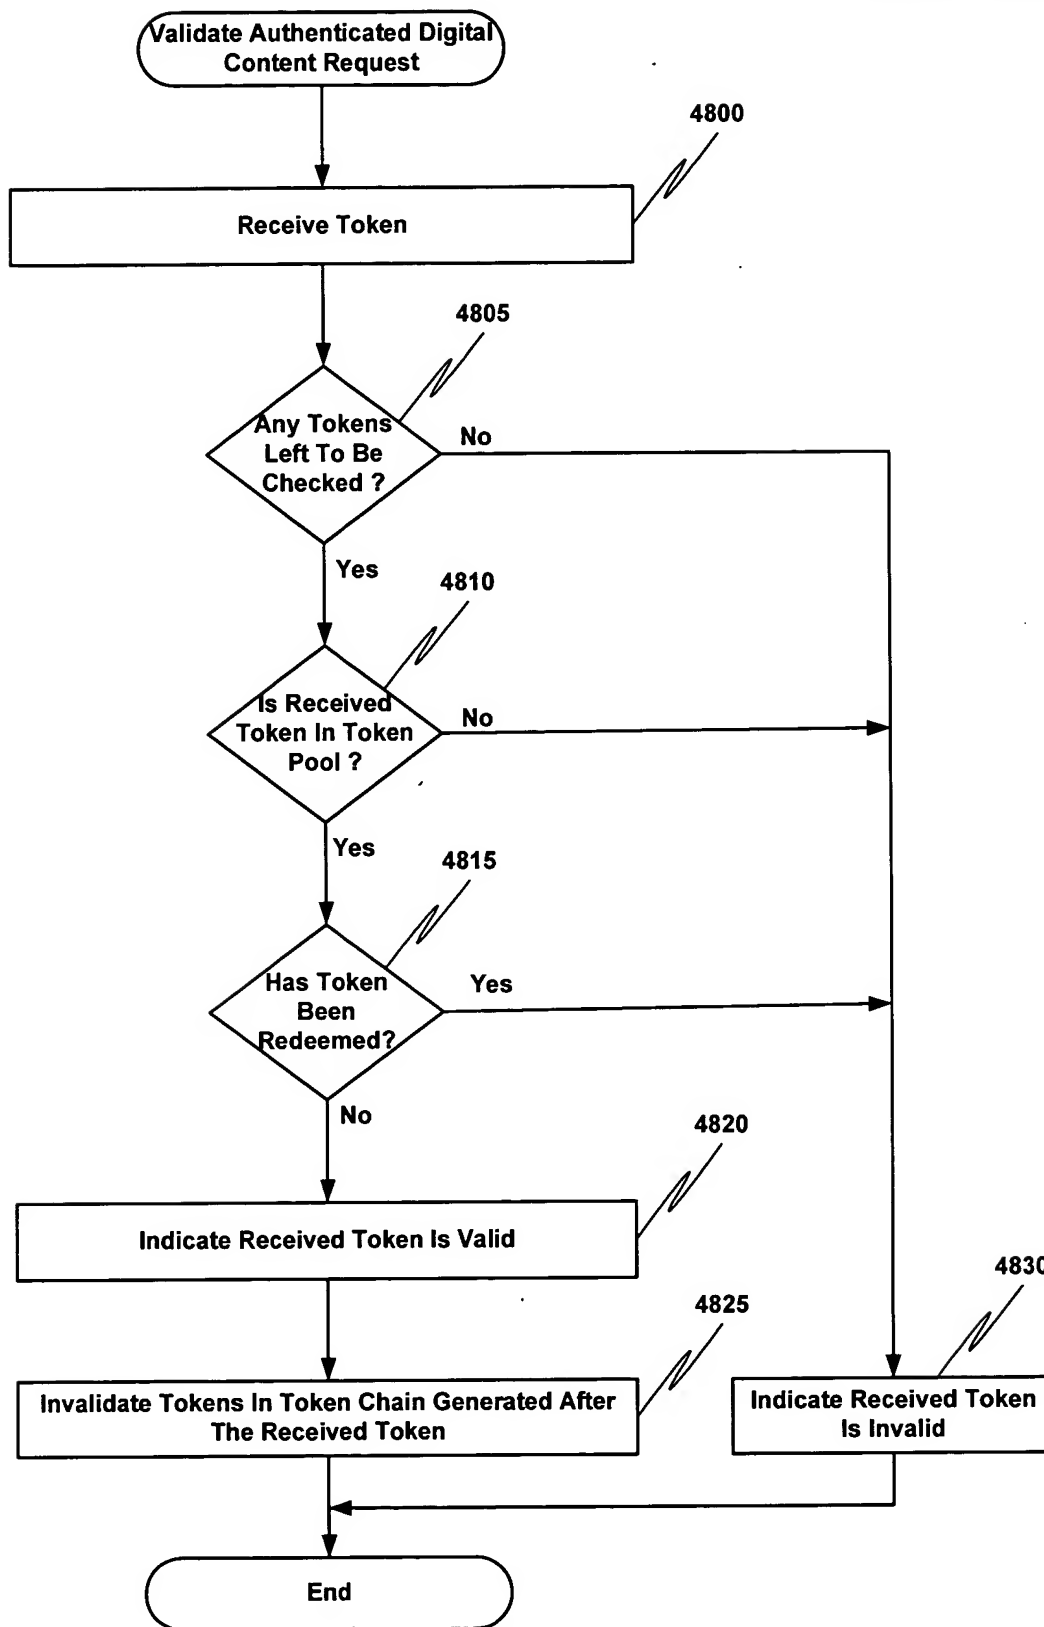 Validate Authenticated Digital
Content Request
4800
Receive Token
4805
Any Tokens
Left To Be
Checked ?
No
Yes
4810
Is Received
Token In Token
Pool ?
No
Yes
4815
Has Token
Been
Redeemed?
Yes
No
4820
Indicate Received Token Is Valid
4830
4825
Invalidate Tokens In Token Chain Generated After
The Received Token
Indicate Received Token
Is Invalid
End